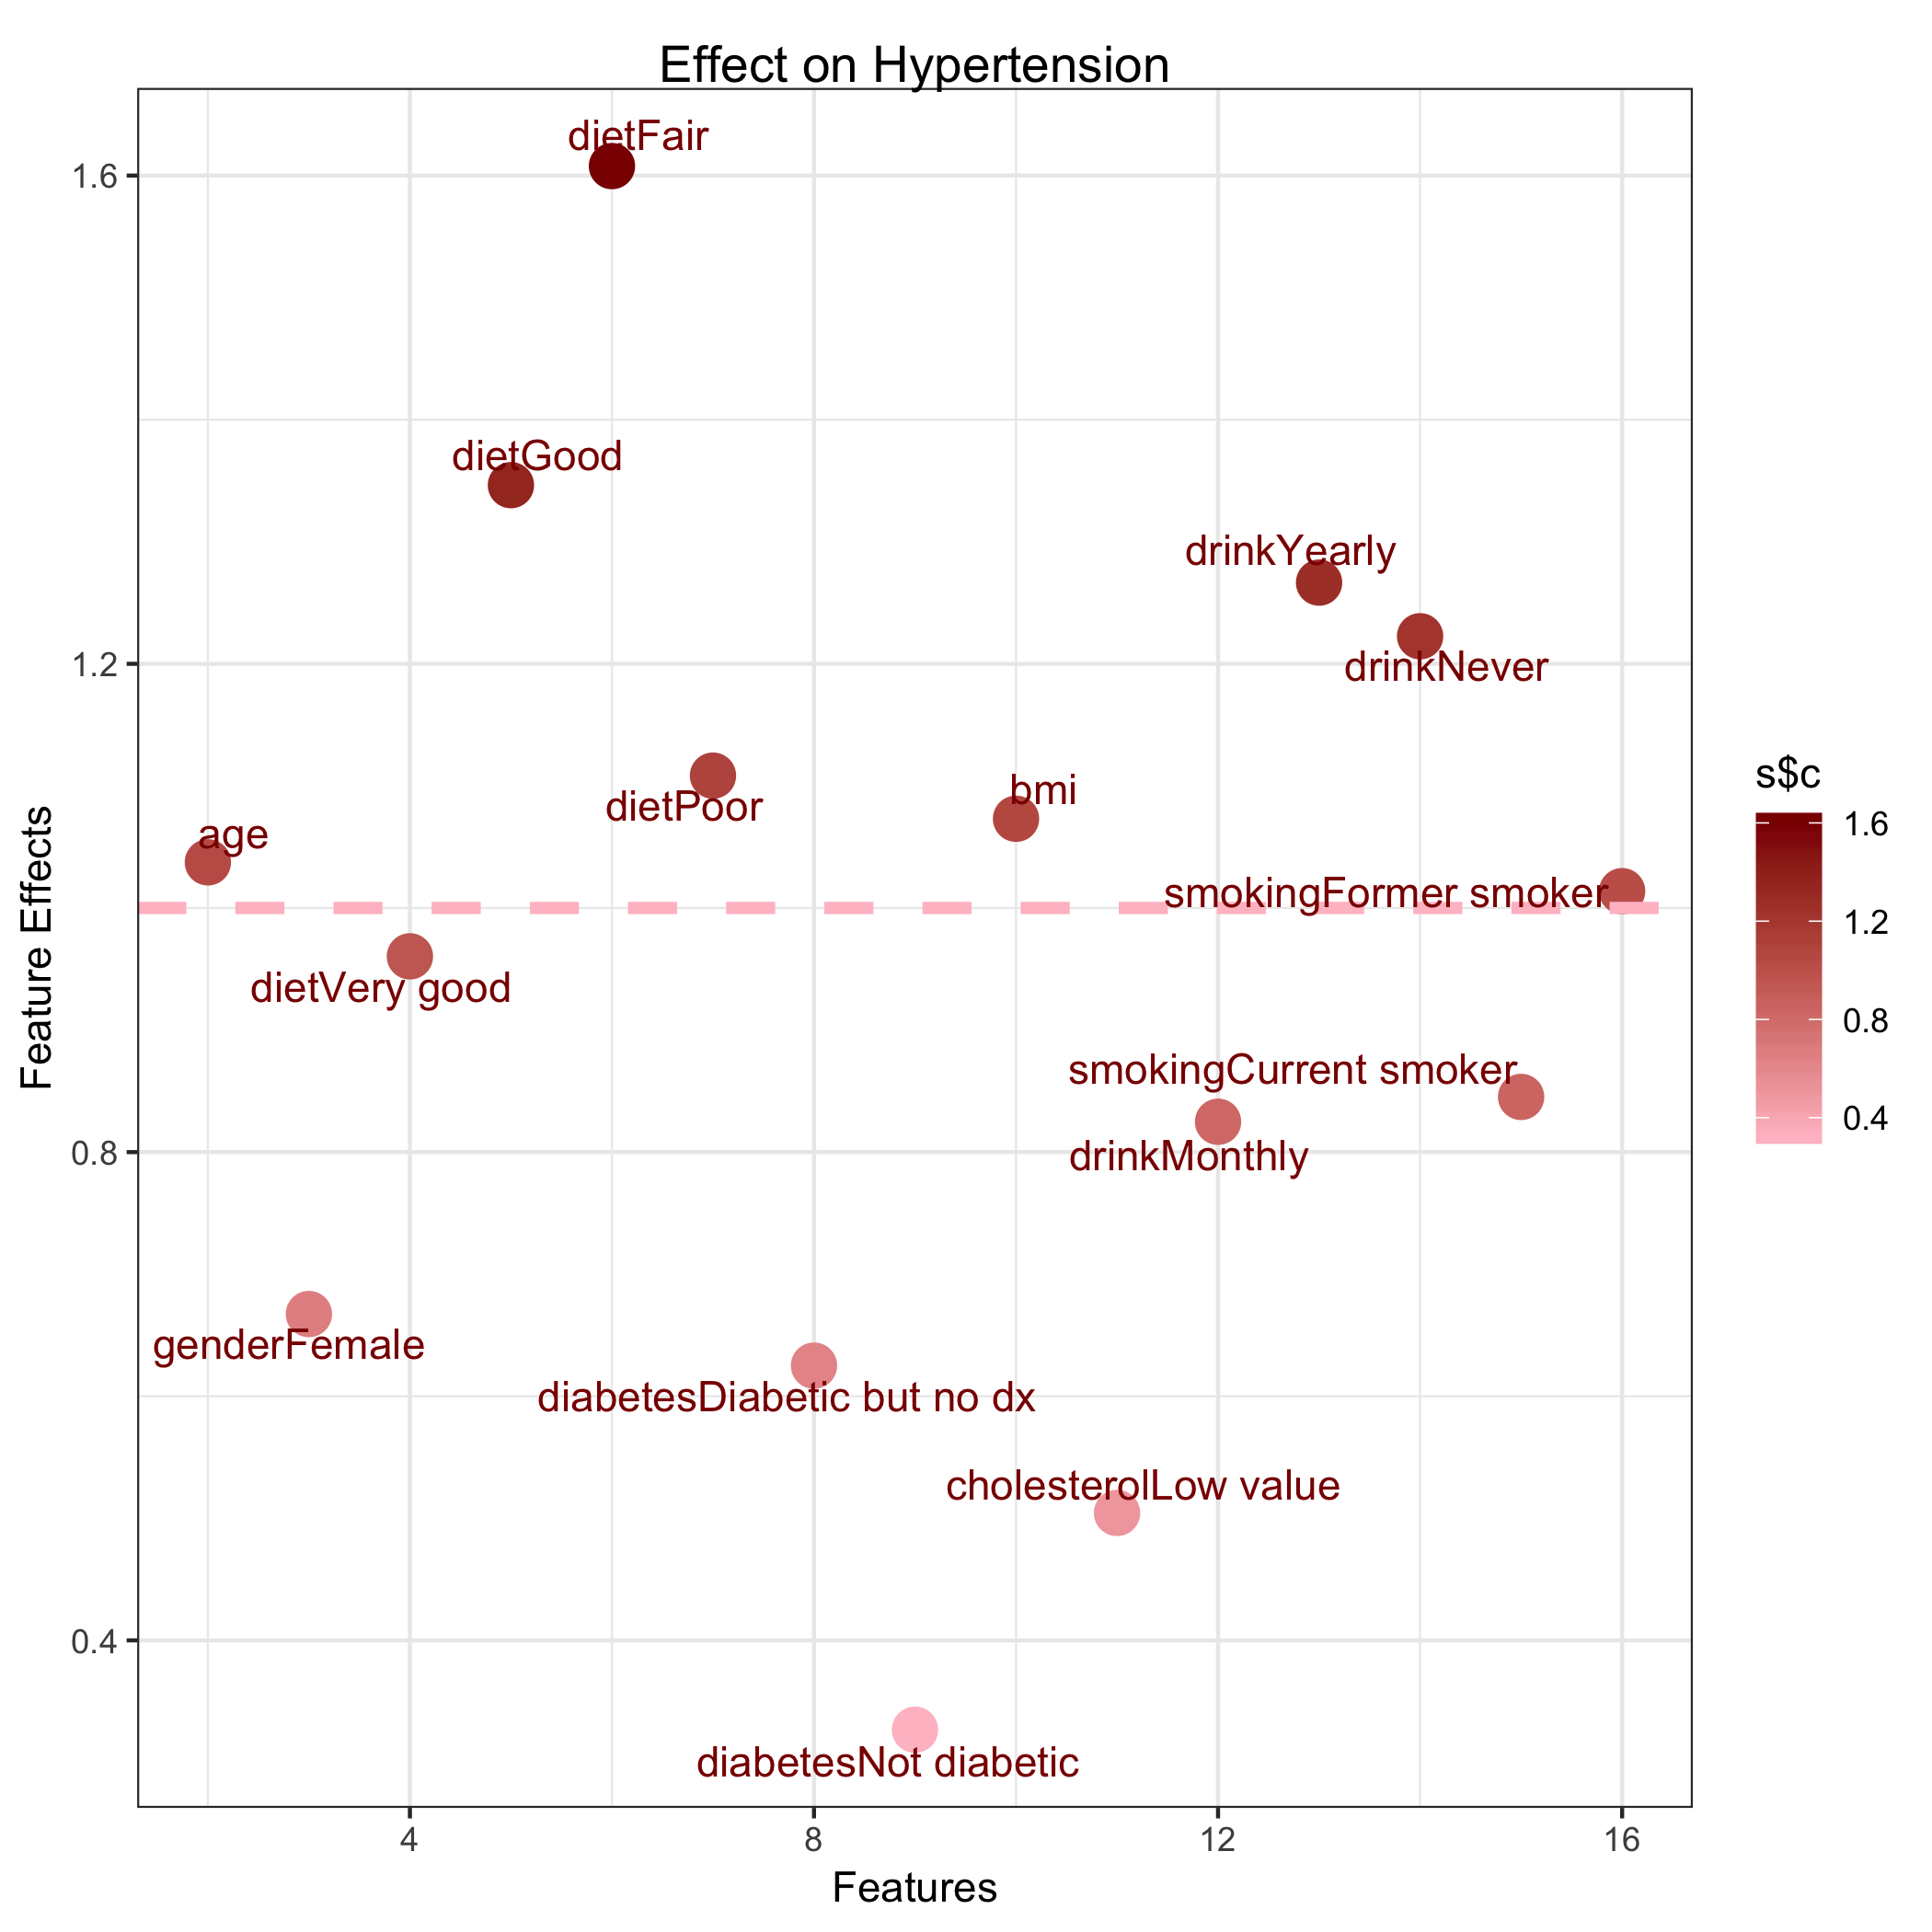 Effect on Hypertension
dietFair
1.6
dietGood
drinkYearly
drinkNever
1.2
s$c
dietPoor
bmi
1.6
age
smokingFormer smoker
1.2
Feature Effects
dietVery good
0.8
smokingCurrent smoker
0.4
drinkMonthly
0.8
genderFemale
diabetesDiabetic but no dx
cholesterolLow value
0.4
diabetesNot diabetic
4
8
12
16
Features